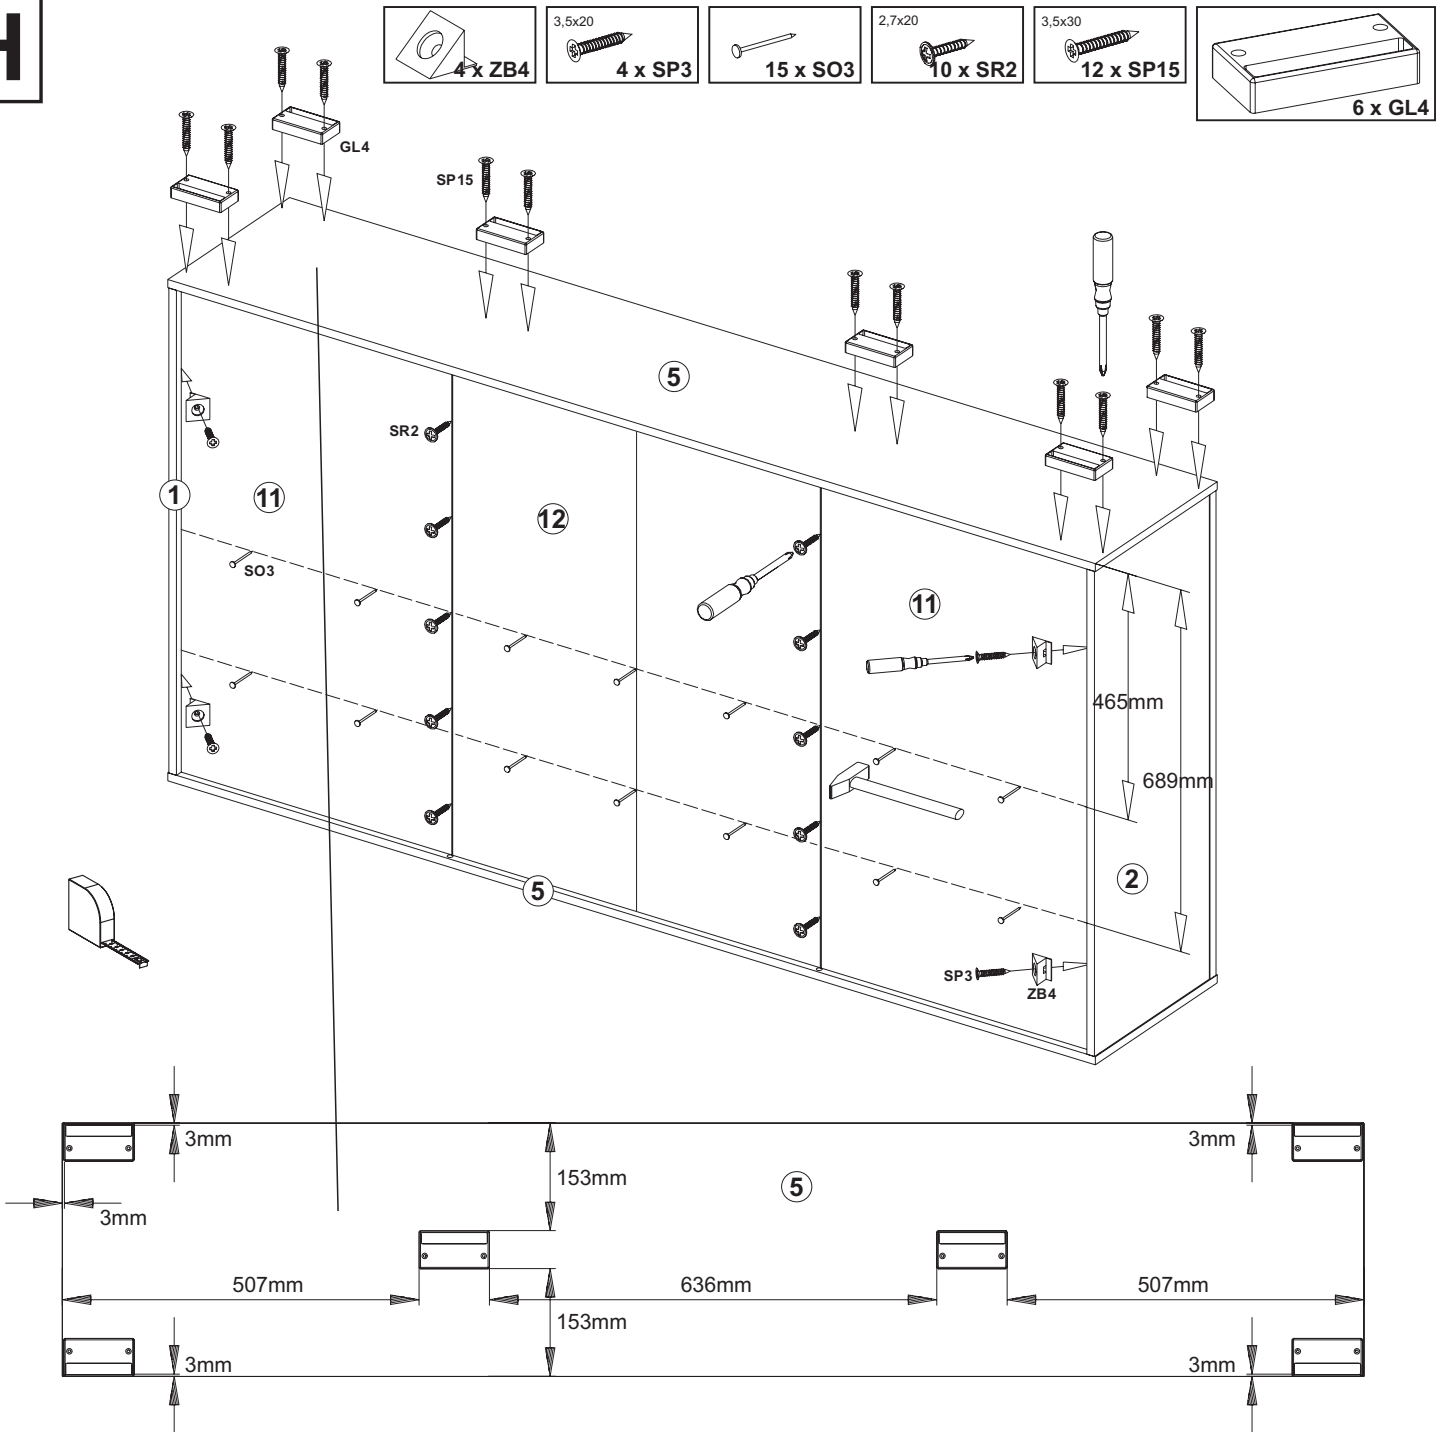 H
4 x ZB4
3,5x20
4 x SP3
15 x SO3
2,7x20
10 x SR2
3,5x30
12 x SP15
6 x GL4
GL4
SP15
5
SR2
1
11
12
SO3
11
465mm
689mm
2
5
SP3
ZB4
3mm
3mm
153mm
5
3mm
507mm
636mm
507mm
153mm
3mm
3mm